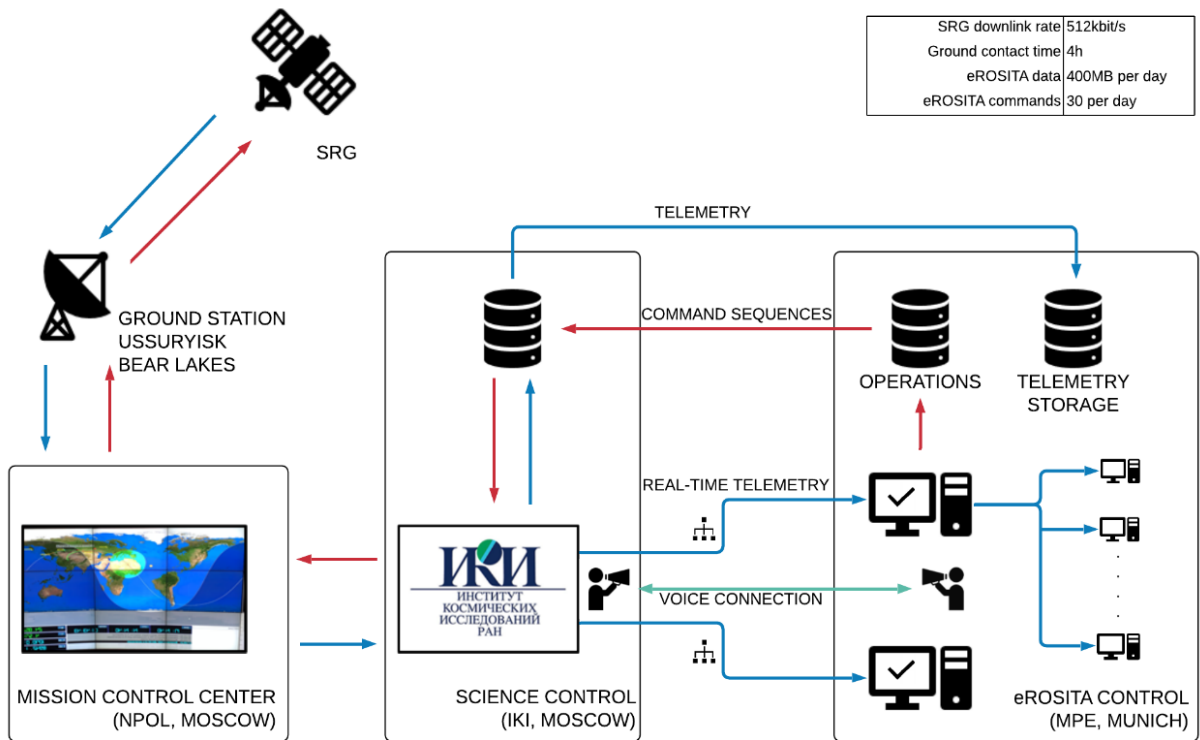 SRG downlink rate 512kbit/s
Ground contact time 4h
eROSITA data 400MB per day
eROSITA commands 30 per day
SRG
TELEMETRY
GROUND STATION
USSURYISK
BEAR LAKES
COMMAND SEQUENCES
OPERATIONS
TELEMETRY
STORAGE
REAL-TIME TELEMETRY
ИКИ
ИНСТИТУТ
КОСМИЧЕСКИХ
ИССЛЕДОВАНИЙ
РАН
VOICE CONNECTION
MISSION CONTROL CENTER
(NPOL, MOSCOW)
SCIENCE CONTROL
(IKI, MOSCOW)
eROSITA CONTROL
(MPE, MUNICH)